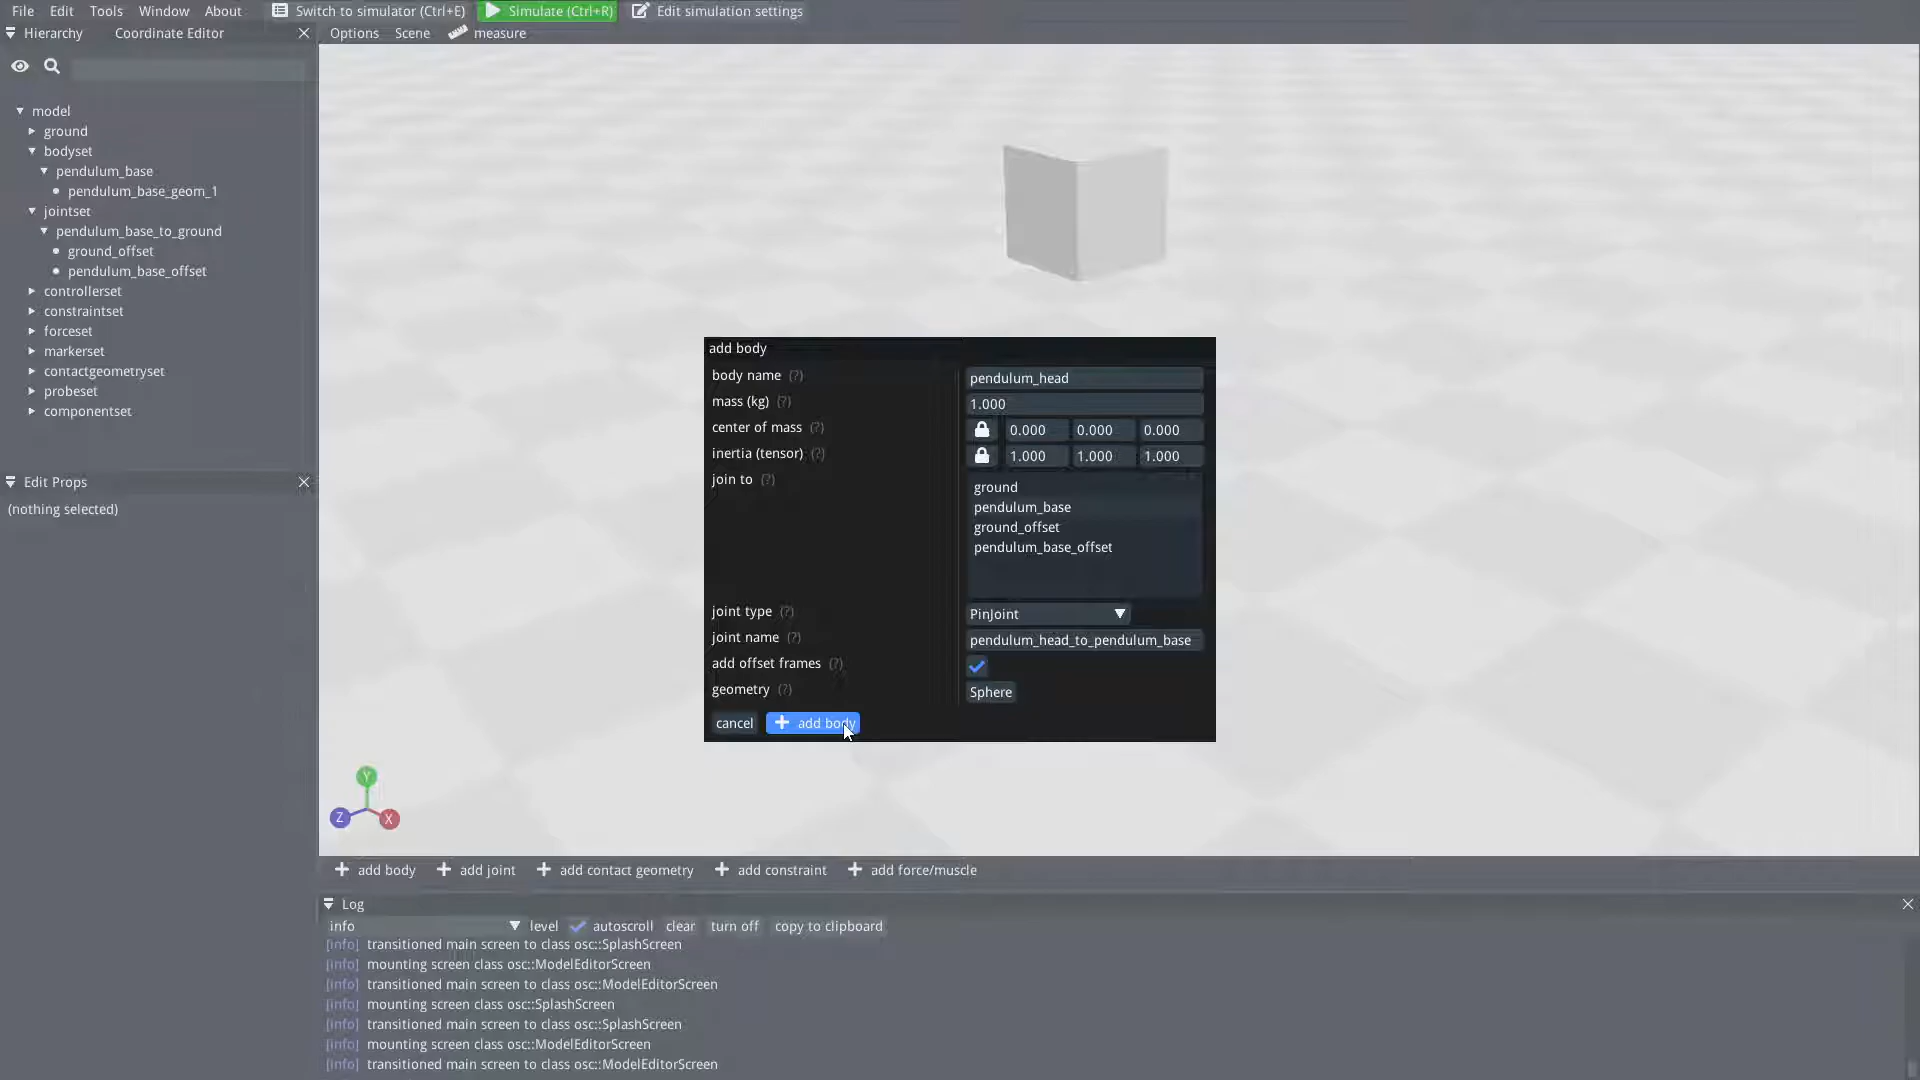 File Edit Tools Window About Switch to simulator (Ctrl+E) Simulate (Ctrl+R) Edit simulation settings
Hierarchy Coordinate Editor
Options Scene measure
model
ground
bodyset
pendulum_base
pendulum_base_geom_1
jointset
pendulum_base_to_ground
ground_offset
pendulum_base_offset
controllerset
constraintset
forceset
markerset
contactgeometryset
probeset
componentset
Edit Props
(nothing selected)
add body
body name (?) pendulum_head
mass (kg) (?) 1.000
center of mass (?) 0.000 0.000 0.000
inertia (tensor) (?) 1.000 1.000 1.000
join to (?)
ground
pendulum_base
ground_offset
pendulum_base_offset
joint type (?) PinJoint
joint name (?) pendulum_head_to_pendulum_base
add offset frames (?)
geometry (?) Sphere
cancel add body
Y
Z X
add body add joint add contact geometry add constraint add force/muscle
Log
info level autoscroll clear turn off copy to clipboard
[info] transitioned main screen to class osc::SplashScreen
[info] mounting screen class osc::ModelEditorScreen
[info] transitioned main screen to class osc::ModelEditorScreen
[info] mounting screen class osc::SplashScreen
[info] transitioned main screen to class osc::SplashScreen
[info] mounting screen class osc::ModelEditorScreen
[info] transitioned main screen to class osc::ModelEditorScreen